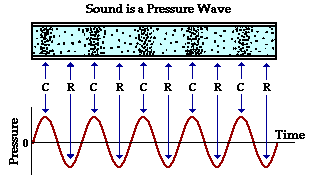 Sound is a Pressure Wave
C R C R C R C R C R
Pressure
0
Time